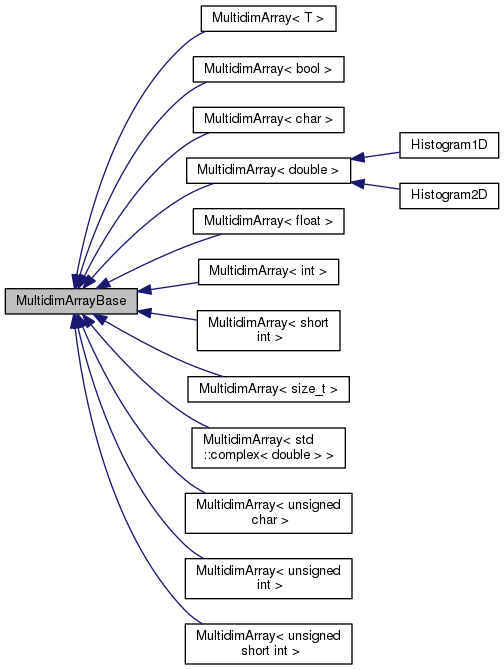 MultidimArray< T >
MultidimArray< bool >
MultidimArray< char >
MultidimArray< double >
Histogram1D
Histogram2D
MultidimArray< float >
MultidimArray< int >
MultidimArrayBase
MultidimArray< short
int >
MultidimArray< size_t >
MultidimArray< std
::complex< double > >
MultidimArray< unsigned
char >
MultidimArray< unsigned
int >
MultidimArray< unsigned
short int >